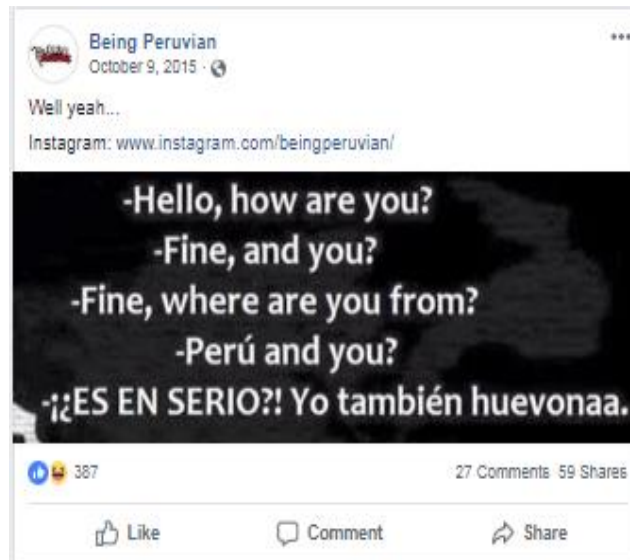 Being Peruvian
October 9, 2015 ·
Well yeah...
Instagram: www.instagram.com/beingperuvian/
-Hello, how are you?
-Fine, and you?
-Fine, where are you from?
-Perú and you?
-¡¿ES EN SERIO?! Yo también huevonaa.
387
27 Comments 59 Shares
Like Comment Share